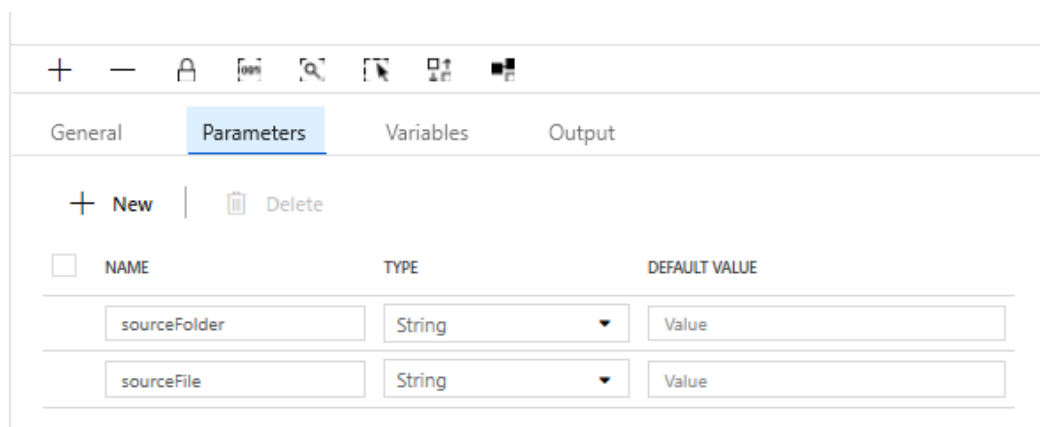 General Parameters Variables Output
New Delete
NAME TYPE DEFAULT VALUE
sourceFolder String Value
sourceFile String Value